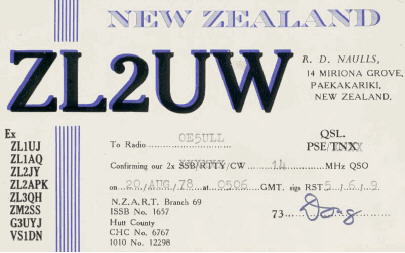 NEW ZEALAND
ZL2UW
R. D. NAULLS,
14 MIRIONA GROVE,
PAEKAKARIKI,
NEW ZEALAND.
Ex
ZL1UJ
ZL1AQ
ZL2JY
ZL2APK
ZL3QH
ZM2SS
G3UYJ
VS1DN
To Radio OE5ULL
QSL.
PSE/TNX
Confirming our 2x SSB/RTTY/CW 14 MHz QSO
on 20/AUG/78 at 0506 GMT. sigs RST 5/6/9
N.Z.A.R.T. Branch 69
ISSB No. 1657
Hutt County
CHC No. 6767
1010 No. 12298
73 Doug